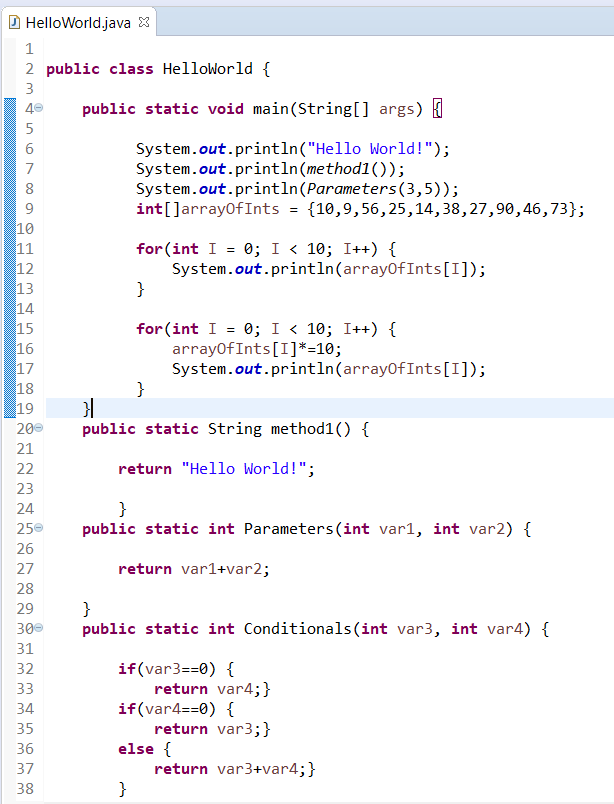 HelloWorld.java
1
2 public class HelloWorld {
3
4 public static void main(String[] args) {
5
6 System.out.println("Hello World!");
7 System.out.println(method1());
8 System.out.println(Parameters(3,5));
9 int[]arrayOfInts = {10,9,56,25,14,38,27,90,46,73};
10
11 for(int I = 0; I < 10; I++) {
12 System.out.println(arrayOfInts[I]);
13 }
14
15 for(int I = 0; I < 10; I++) {
16 arrayOfInts[I]*=10;
17 System.out.println(arrayOfInts[I]);
18 }
19 }
20 public static String method1() {
21
22 return "Hello World!";
23
24 }
25 public static int Parameters(int var1, int var2) {
26
27 return var1+var2;
28
29 }
30 public static int Conditionals(int var3, int var4) {
31
32 if(var3==0) {
33 return var4;}
34 if(var4==0) {
35 return var3;}
36 else {
37 return var3+var4;}
38 }